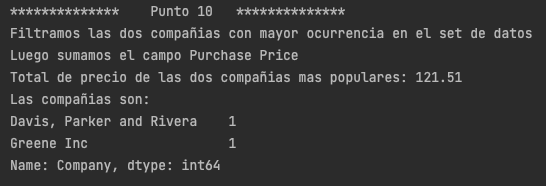 **************    Punto 10   **************
Filtramos las dos compañias con mayor ocurrencia en el set de datos
Luego sumamos el campo Purchase Price
Total de precio de las dos compañias mas populares: 121.51
Las compañias son:
Davis, Parker and Rivera    1
Greene Inc                  1
Name: Company, dtype: int64